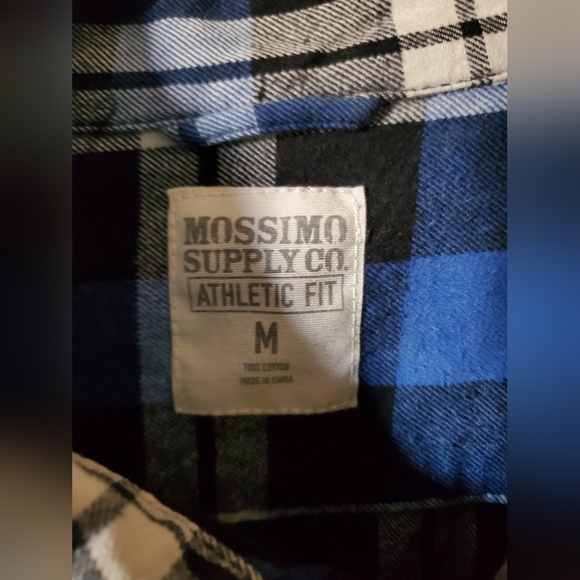 MOSSIMO
SUPPLY CO.
ATHLETIC FIT
M
100% COTTON
MADE IN CHINA